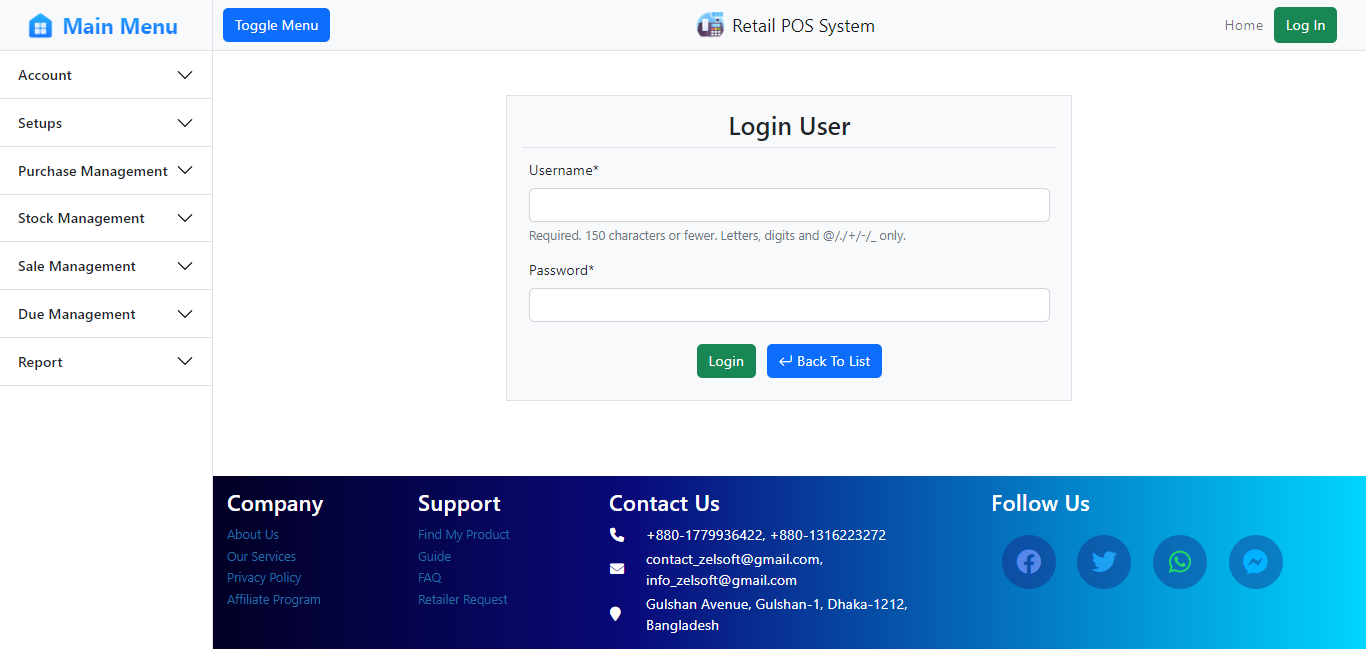 Main Menu
Toggle Menu
Retail POS System
Home
Log In
Account
Setups
Purchase Management
Stock Management
Sale Management
Due Management
Report
Login User
Username*
Required. 150 characters or fewer. Letters, digits and @/./+/-/_ only.
Password*
Login
Back To List
Company
About Us
Our Services
Privacy Policy
Affiliate Program
Support
Find My Product
Guide
FAQ
Retailer Request
Contact Us
+880-1779936422, +880-1316223272
contact_zelsoft@gmail.com,
info_zelsoft@gmail.com
Gulshan Avenue, Gulshan-1, Dhaka-1212,
Bangladesh
Follow Us